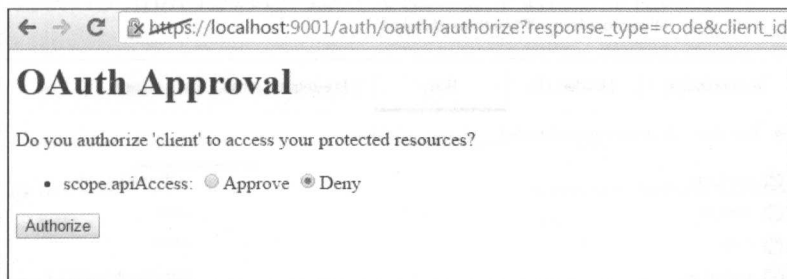 https://localhost:9001/auth/oauth/authorize?response_type=code&client_id
OAuth Approval
Do you authorize 'client' to access your protected resources?
• scope.apiAccess: Approve Deny
Authorize